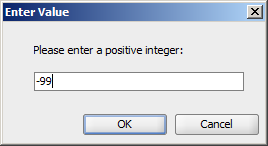 Enter Value
Please enter a positive integer:
-99
OK
Cancel